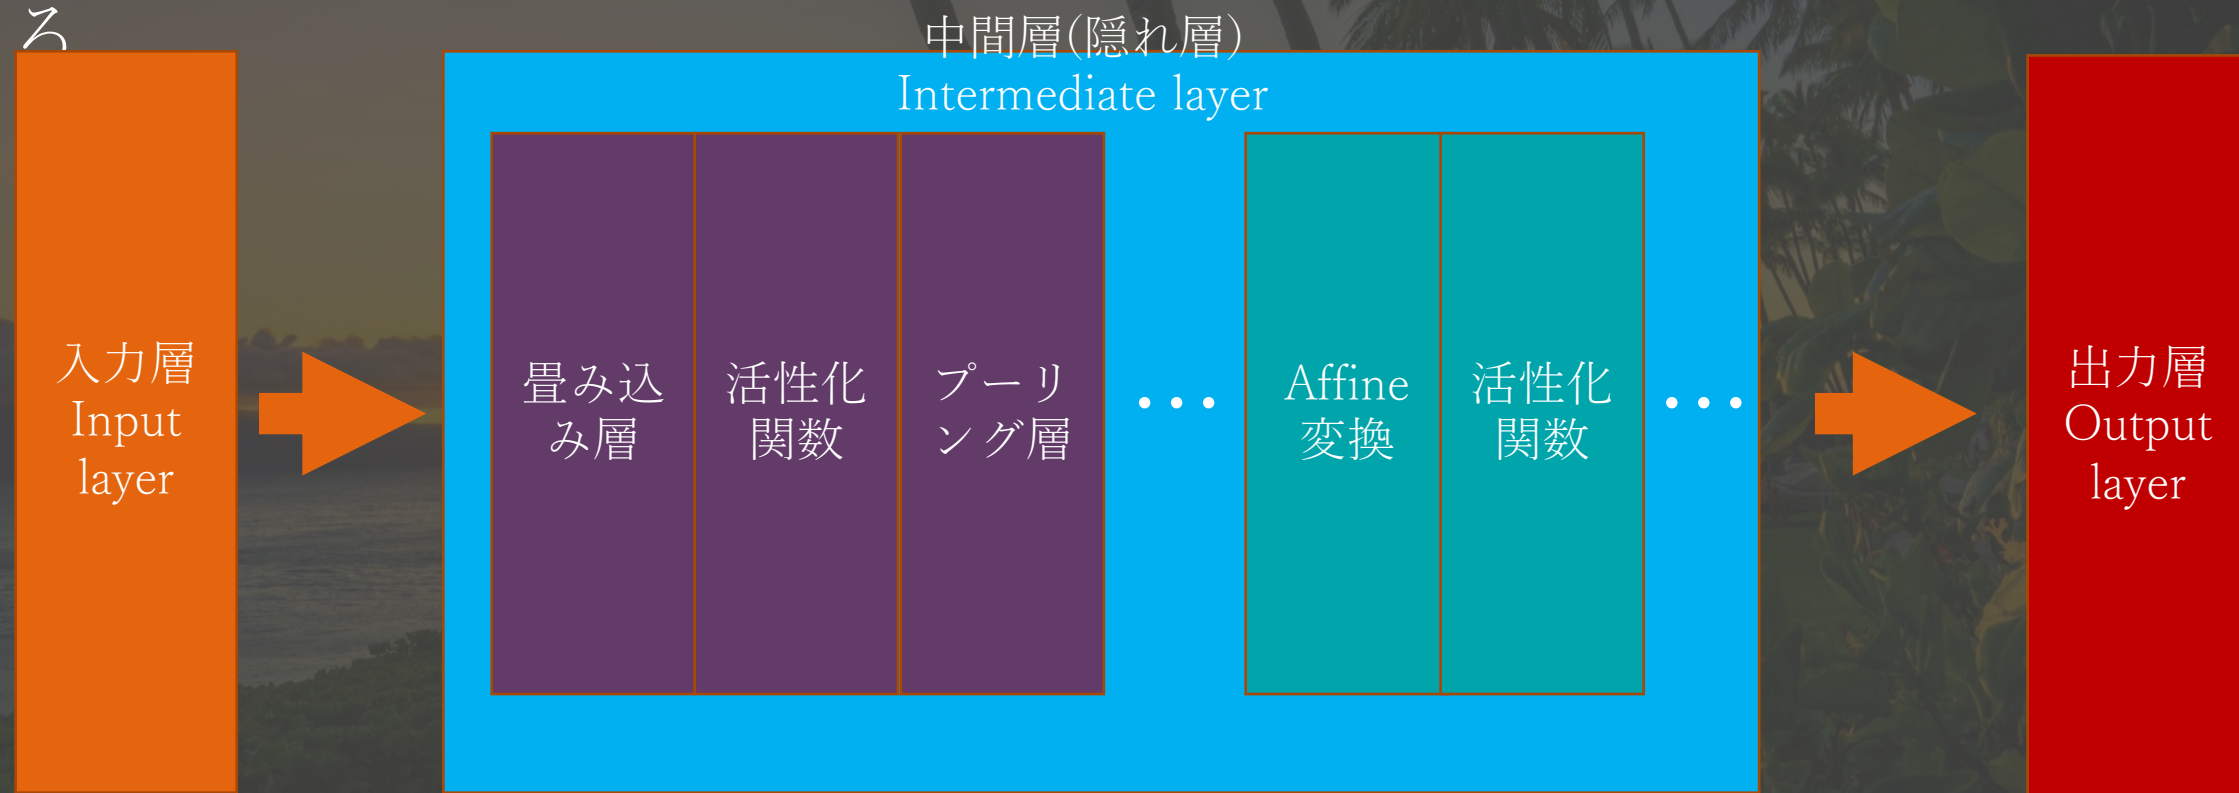 ろ
中間層(隠れ層)
Intermediate layer
入力層
Input
layer
畳み込
み層
活性化
関数
プーリ
ング層
・・・
Affine
変換
活性化
関数
・・・
出力層
Output
layer